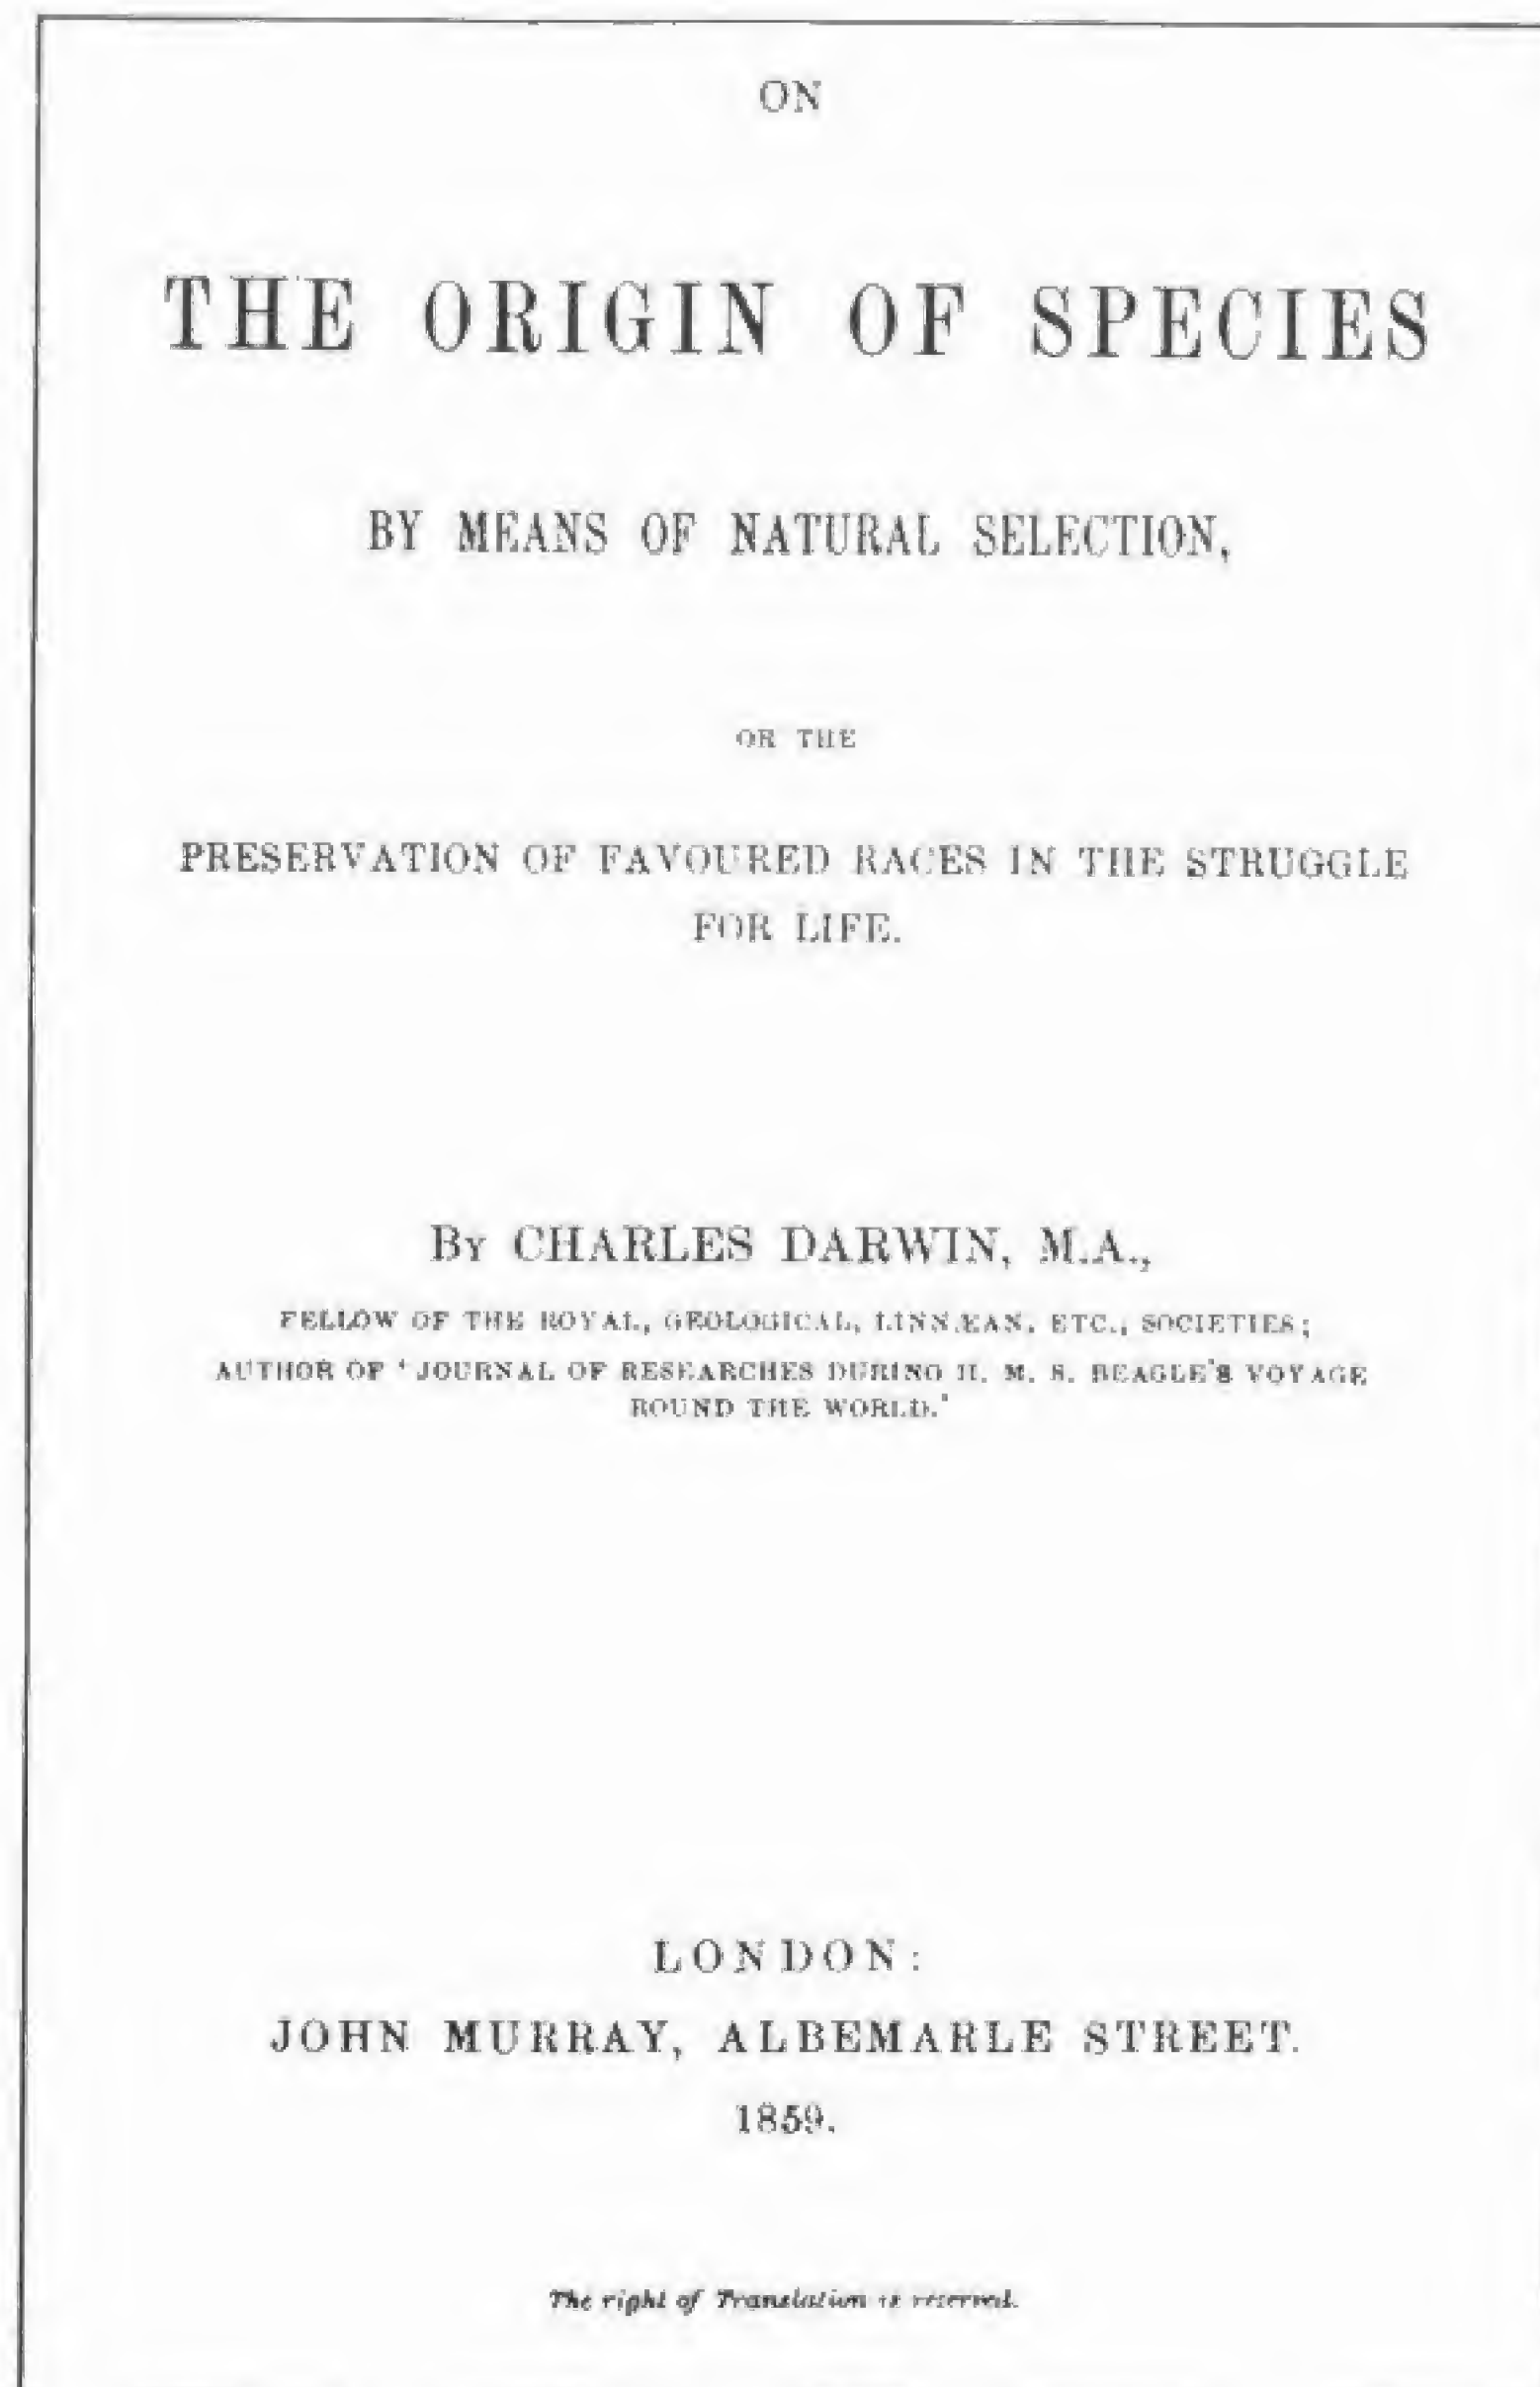 ON
THE ORIGIN OF SPECIES
BY MEANS OF NATURAL SELECTION,
OR THE
PRESERVATION OF FAVOURED RACES IN THE STRUGGLE
FOR LIFE.
BY CHARLES DARWIN, M.A.,
FELLOW OF THE ROYAL, GEOLOGICAL, LINNÆAN, ETC., SOCIETIES;
AUTHOR OF ‘JOURNAL OF RESEARCHES DURING H. M. S. BEAGLE’S VOYAGE
ROUND THE WORLD.’
LONDON:
JOHN MURRAY, ALBEMARLE STREET.
1859.
The right of Translation is reserved.